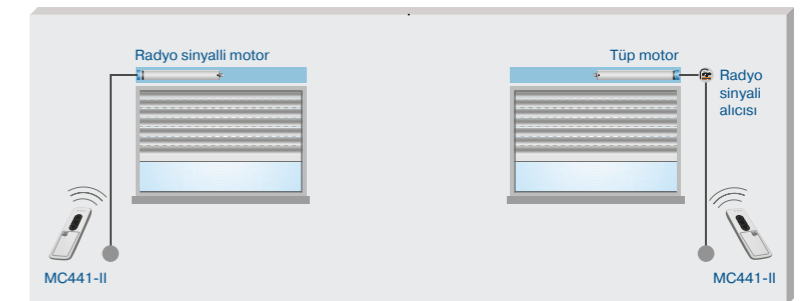 Radyo sinyalli motor
Tüp motor
Radyo
sinyali
alıcısı
MC441-II
MC441-II